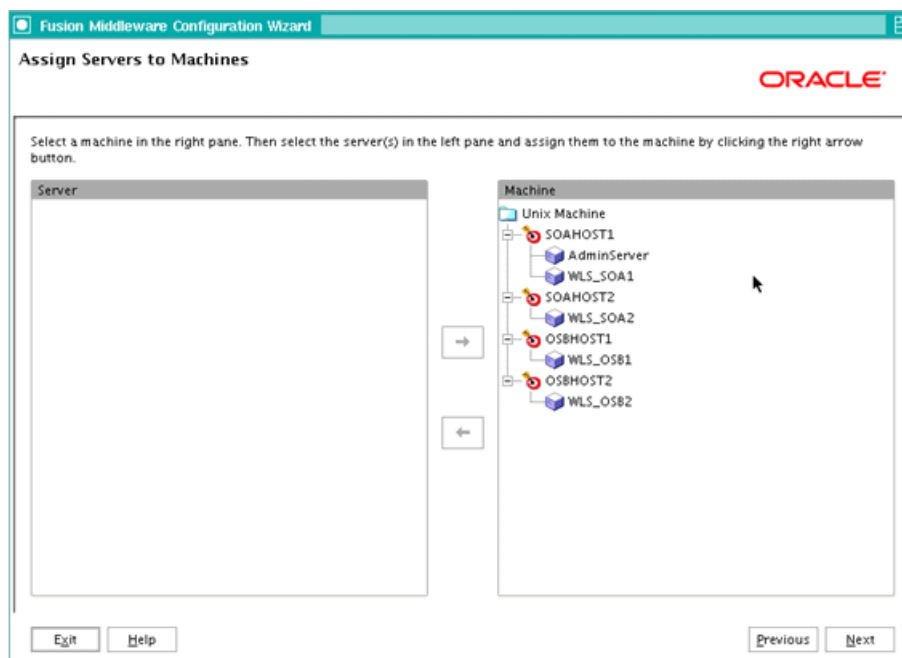 Fusion Middleware Configuration Wizard
Assign Servers to Machines
ORACLE
Select a machine in the right pane. Then select the server(s) in the left pane and assign them to the machine by clicking the right arrow
button.
Server
Machine
Unix Machine
SOAHOST1
AdminServer
WLS_SOA1
SOAHOST2
WLS_SOA2
OSBHOST1
WLS_OSB1
OSBHOST2
WLS_OSB2
Exit
Help
Previous
Next